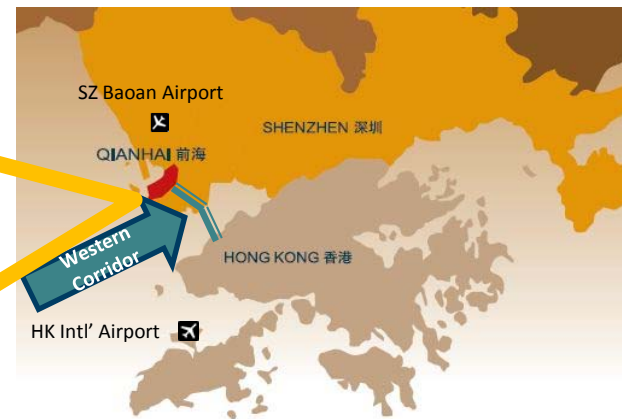 SZ Baoan Airport
SHENZHEN 深圳
QIANHAI 前海
Western
Corridor
HONG KONG 香港
HK Intl’ Airport